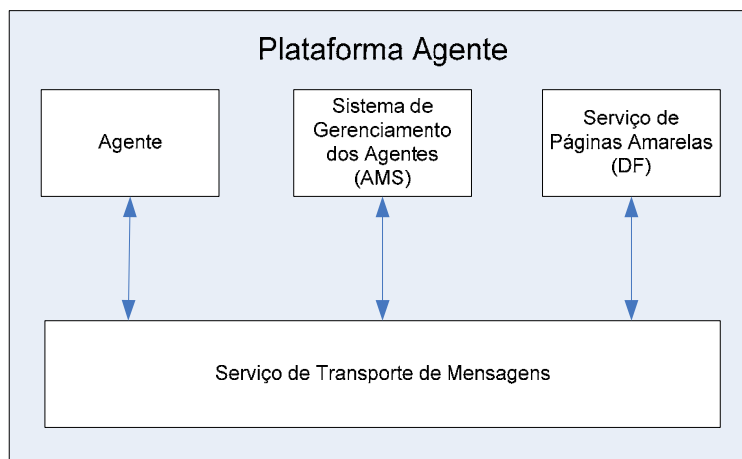 Plataforma Agente
Agente
Sistema de
Gerenciamento
dos Agentes
(AMS)
Serviço de
Páginas Amarelas
(DF)
Serviço de Transporte de Mensagens